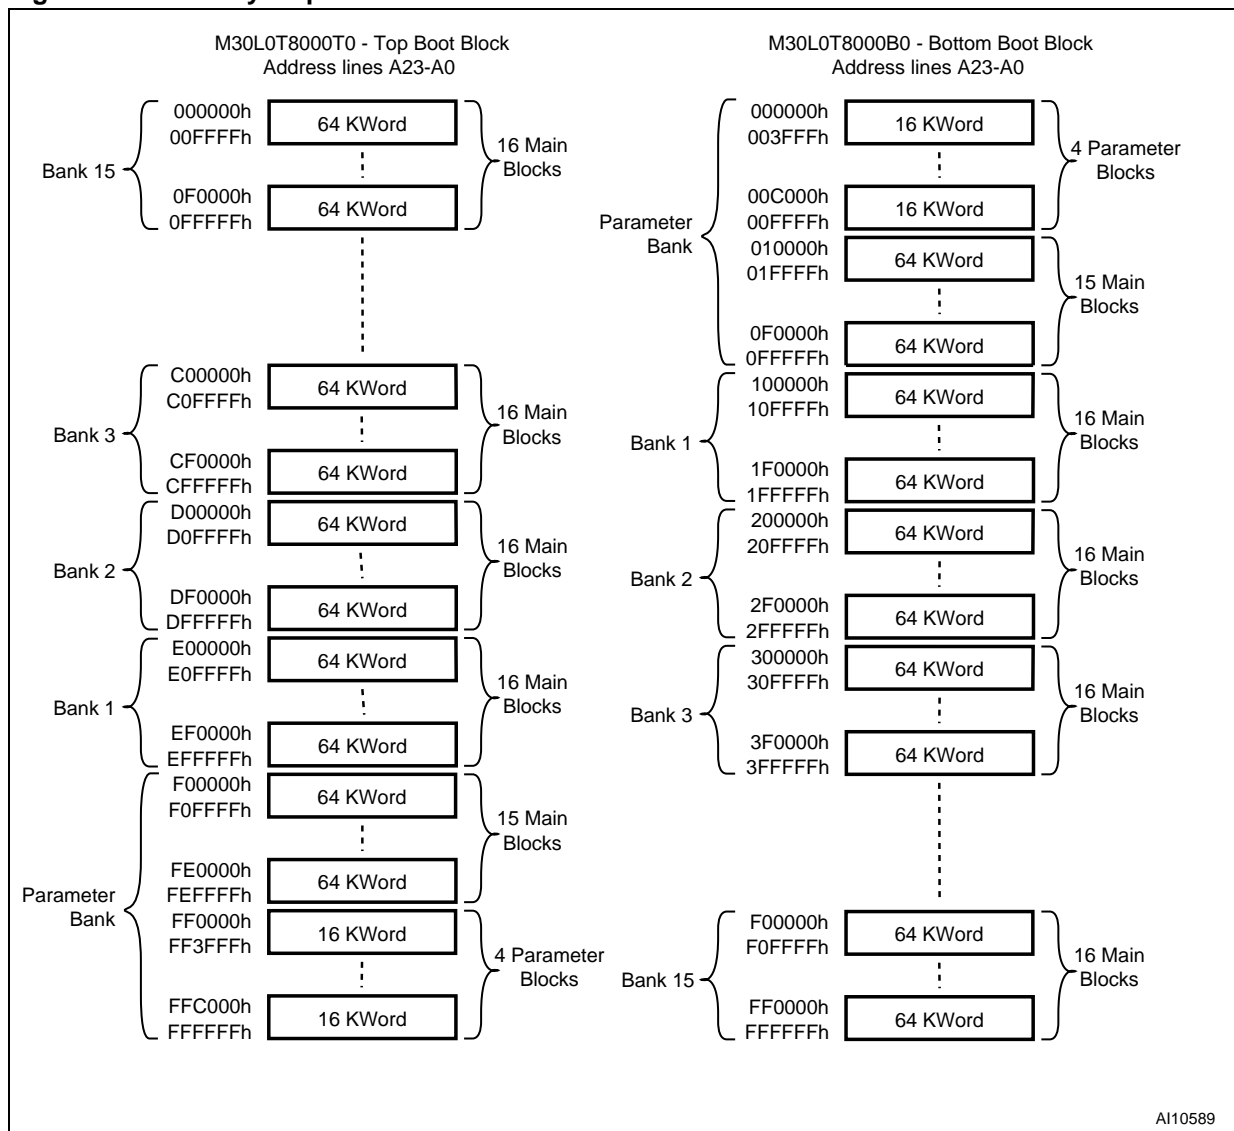 M30L0T8000T0 - Top Boot Block
Address lines A23-A0
000000h
00FFFFh
64 KWord
Bank 15
16 Main
Blocks
0F0000h
0FFFFFh
64 KWord
C00000h
C0FFFFh
64 KWord
Bank 3
16 Main
Blocks
CF0000h
CFFFFFh
64 KWord
D00000h
D0FFFFh
64 KWord
Bank 2
16 Main
Blocks
DF0000h
DFFFFFh
64 KWord
E00000h
E0FFFFh
64 KWord
Bank 1
16 Main
Blocks
EF0000h
EFFFFFh
64 KWord
F00000h
F0FFFFh
64 KWord
15 Main
Blocks
FE0000h
FEFFFFh
64 KWord
Parameter
Bank
FF0000h
FF3FFFh
16 KWord
4 Parameter
Blocks
FFC000h
FFFFFFh
16 KWord
M30L0T8000B0 - Bottom Boot Block
Address lines A23-A0
000000h
003FFFh
16 KWord
4 Parameter
Blocks
00C000h
00FFFFh
16 KWord
Parameter
Bank
010000h
01FFFFh
64 KWord
15 Main
Blocks
0F0000h
0FFFFFh
64 KWord
100000h
10FFFFh
64 KWord
Bank 1
16 Main
Blocks
1F0000h
1FFFFFh
64 KWord
200000h
20FFFFh
64 KWord
Bank 2
16 Main
Blocks
2F0000h
2FFFFFh
64 KWord
300000h
30FFFFh
64 KWord
Bank 3
16 Main
Blocks
3F0000h
3FFFFFh
64 KWord
F00000h
F0FFFFh
64 KWord
Bank 15
16 Main
Blocks
FF0000h
FFFFFFh
64 KWord
AI10589